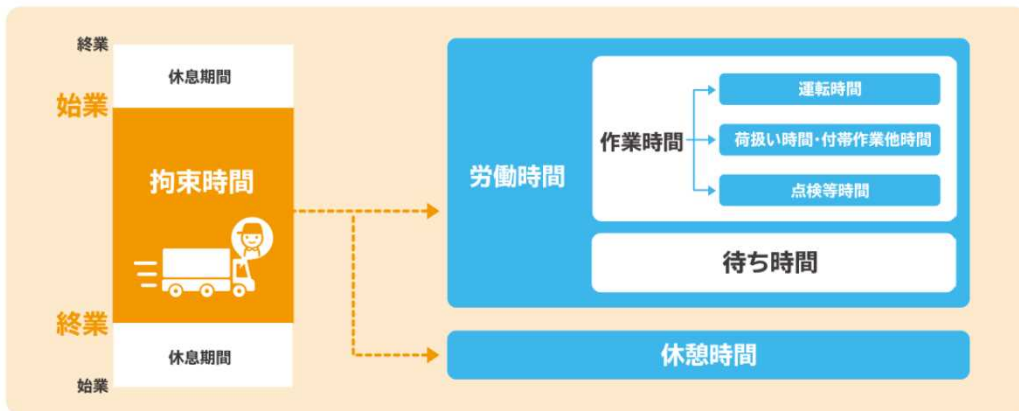 終業
休息期間
始業
拘束時間
終業
休息期間
始業
労働時間
作業時間
運転時間
荷扱い時間・付帯作業他時間
点検等時間
待ち時間
休憩時間